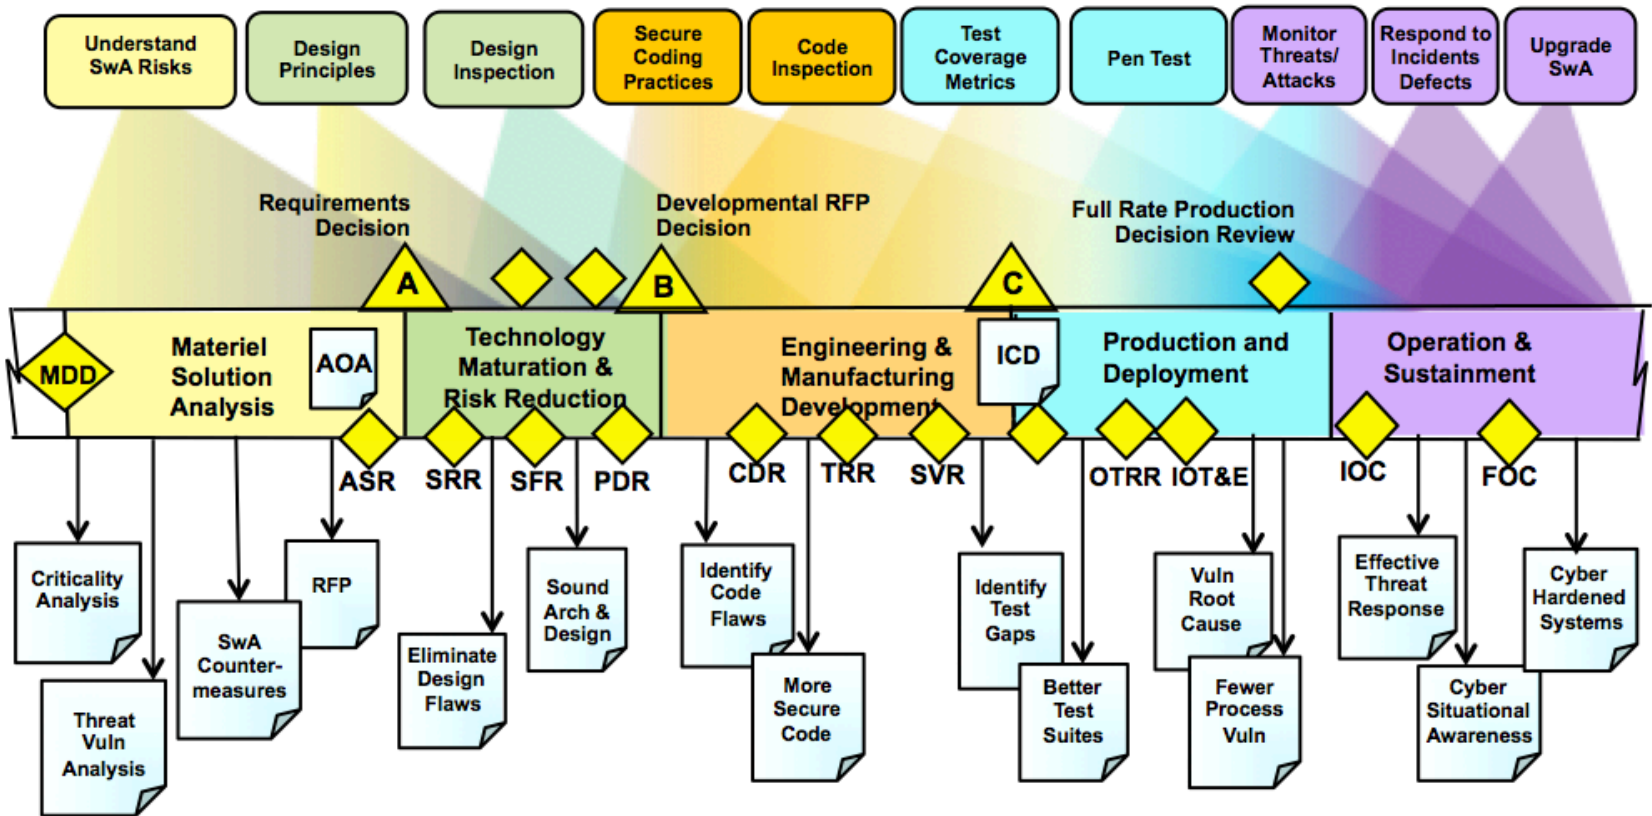 Understand
SwA Risks
Design
Principles
Design
Inspection
Secure
Coding
Practices
Code
Inspection
Test
Coverage
Metrics
Pen Test
Monitor
Threats/
Attacks
Respond to
Incidents
Defects
Upgrade
SwA
Requirements
Decision
Developmental RFP
Decision
Full Rate Production
Decision Review
A
B
C
MDD
Materiel
Solution
Analysis
AOA
Technology
Maturation &
Risk Reduction
Engineering &
Manufacturing
Development
ICD
Production and
Deployment
Operation &
Sustainment
ASR
SRR
SFR
PDR
CDR
TRR
SVR
OTRR
IOT&E
IOC
FOC
Criticality
Analysis
Threat
Vuln
Analysis
SwA
Counter-
measures
RFP
Eliminate
Design
Flaws
Sound
Arch &
Design
Identify
Code
Flaws
More
Secure
Code
Identify
Test
Gaps
Better
Test
Suites
Vuln
Root
Cause
Fewer
Process
Vuln
Effective
Threat
Response
Cyber
Situational
Awareness
Cyber
Hardened
Systems